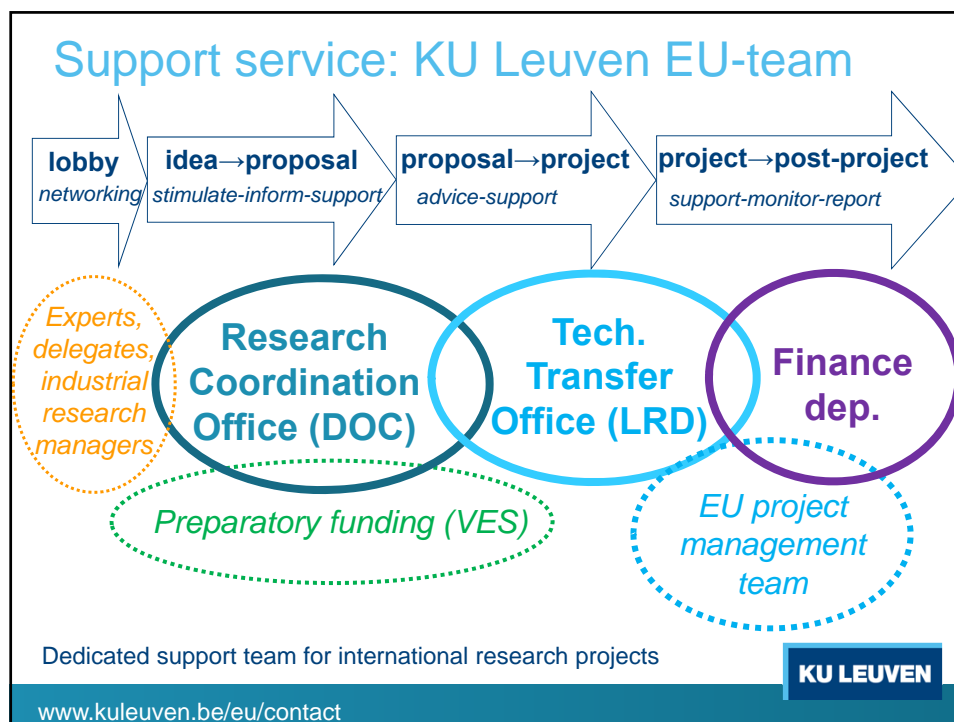 Support service: KU Leuven EU-team
lobby
networking
idea→proposal
stimulate-inform-support
proposal→project
advice-support
project→post-project
support-monitor-report
Experts,
delegates,
industrial
research
managers
Research
Coordination
Office (DOC)
Tech.
Transfer
Office (LRD)
Finance
dep.
Preparatory funding (VES)
EU project
management
team
Dedicated support team for international research projects
KU LEUVEN
www.kuleuven.be/eu/contact